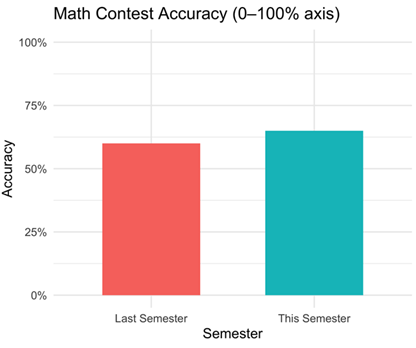 Math Contest Accuracy (0–100% axis)
100%
75%
50%
25%
0%
Accuracy
Last Semester
This Semester
Semester